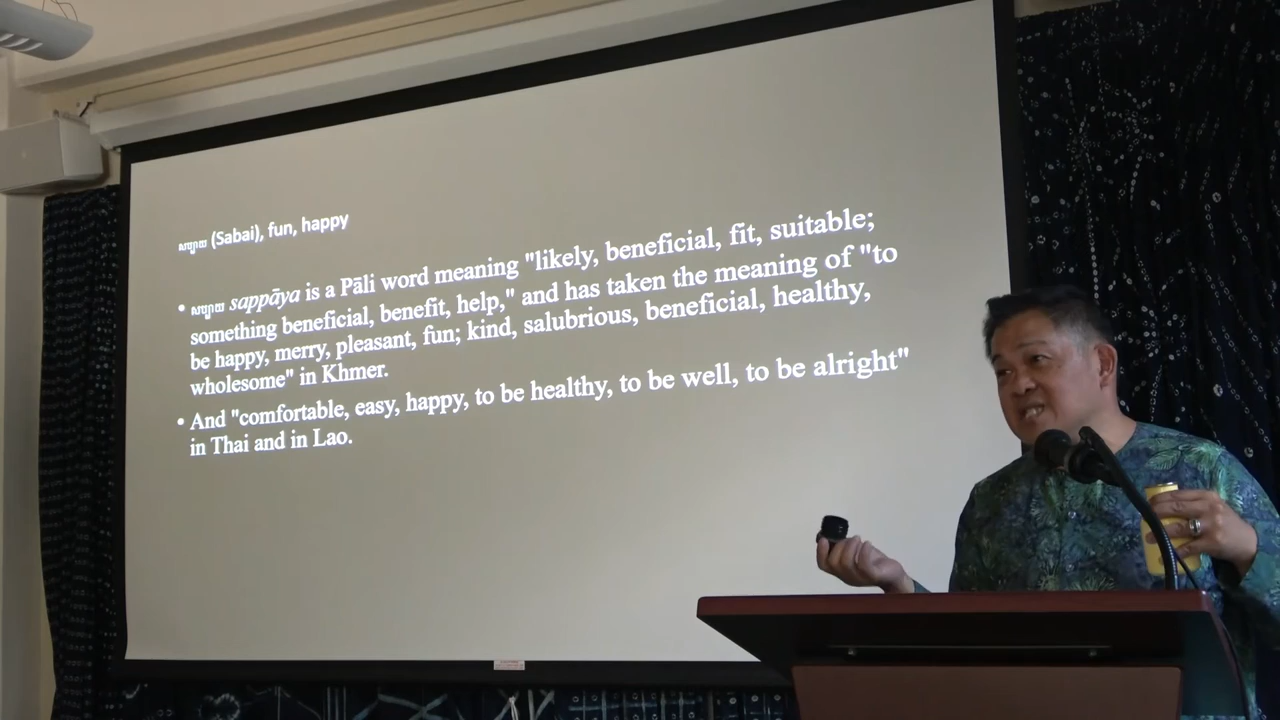 សប្បាយ (Sabai), fun, happy
• សប្បាយ sappāya is a Pāli word meaning "likely, beneficial, fit, suitable;
something beneficial, benefit, help," and has taken the meaning of "to
be happy, merry, pleasant, fun; kind, salubrious, beneficial, healthy,
wholesome" in Khmer.
• And "comfortable, easy, happy, to be healthy, to be well, to be alright"
in Thai and in Lao.